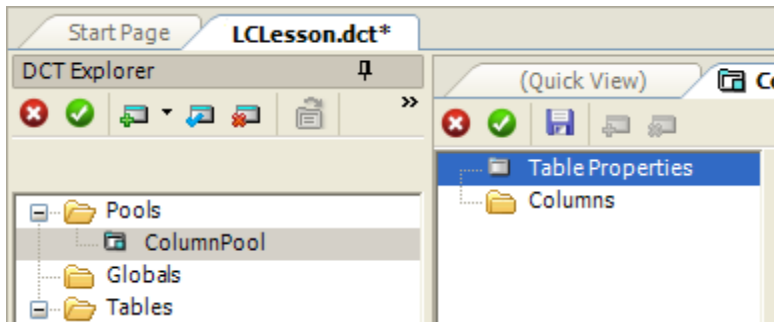 Start Page
LCLesson.dct*
DCT Explorer
(Quick View)
Table Properties
Columns
Pools
ColumnPool
Globals
Tables